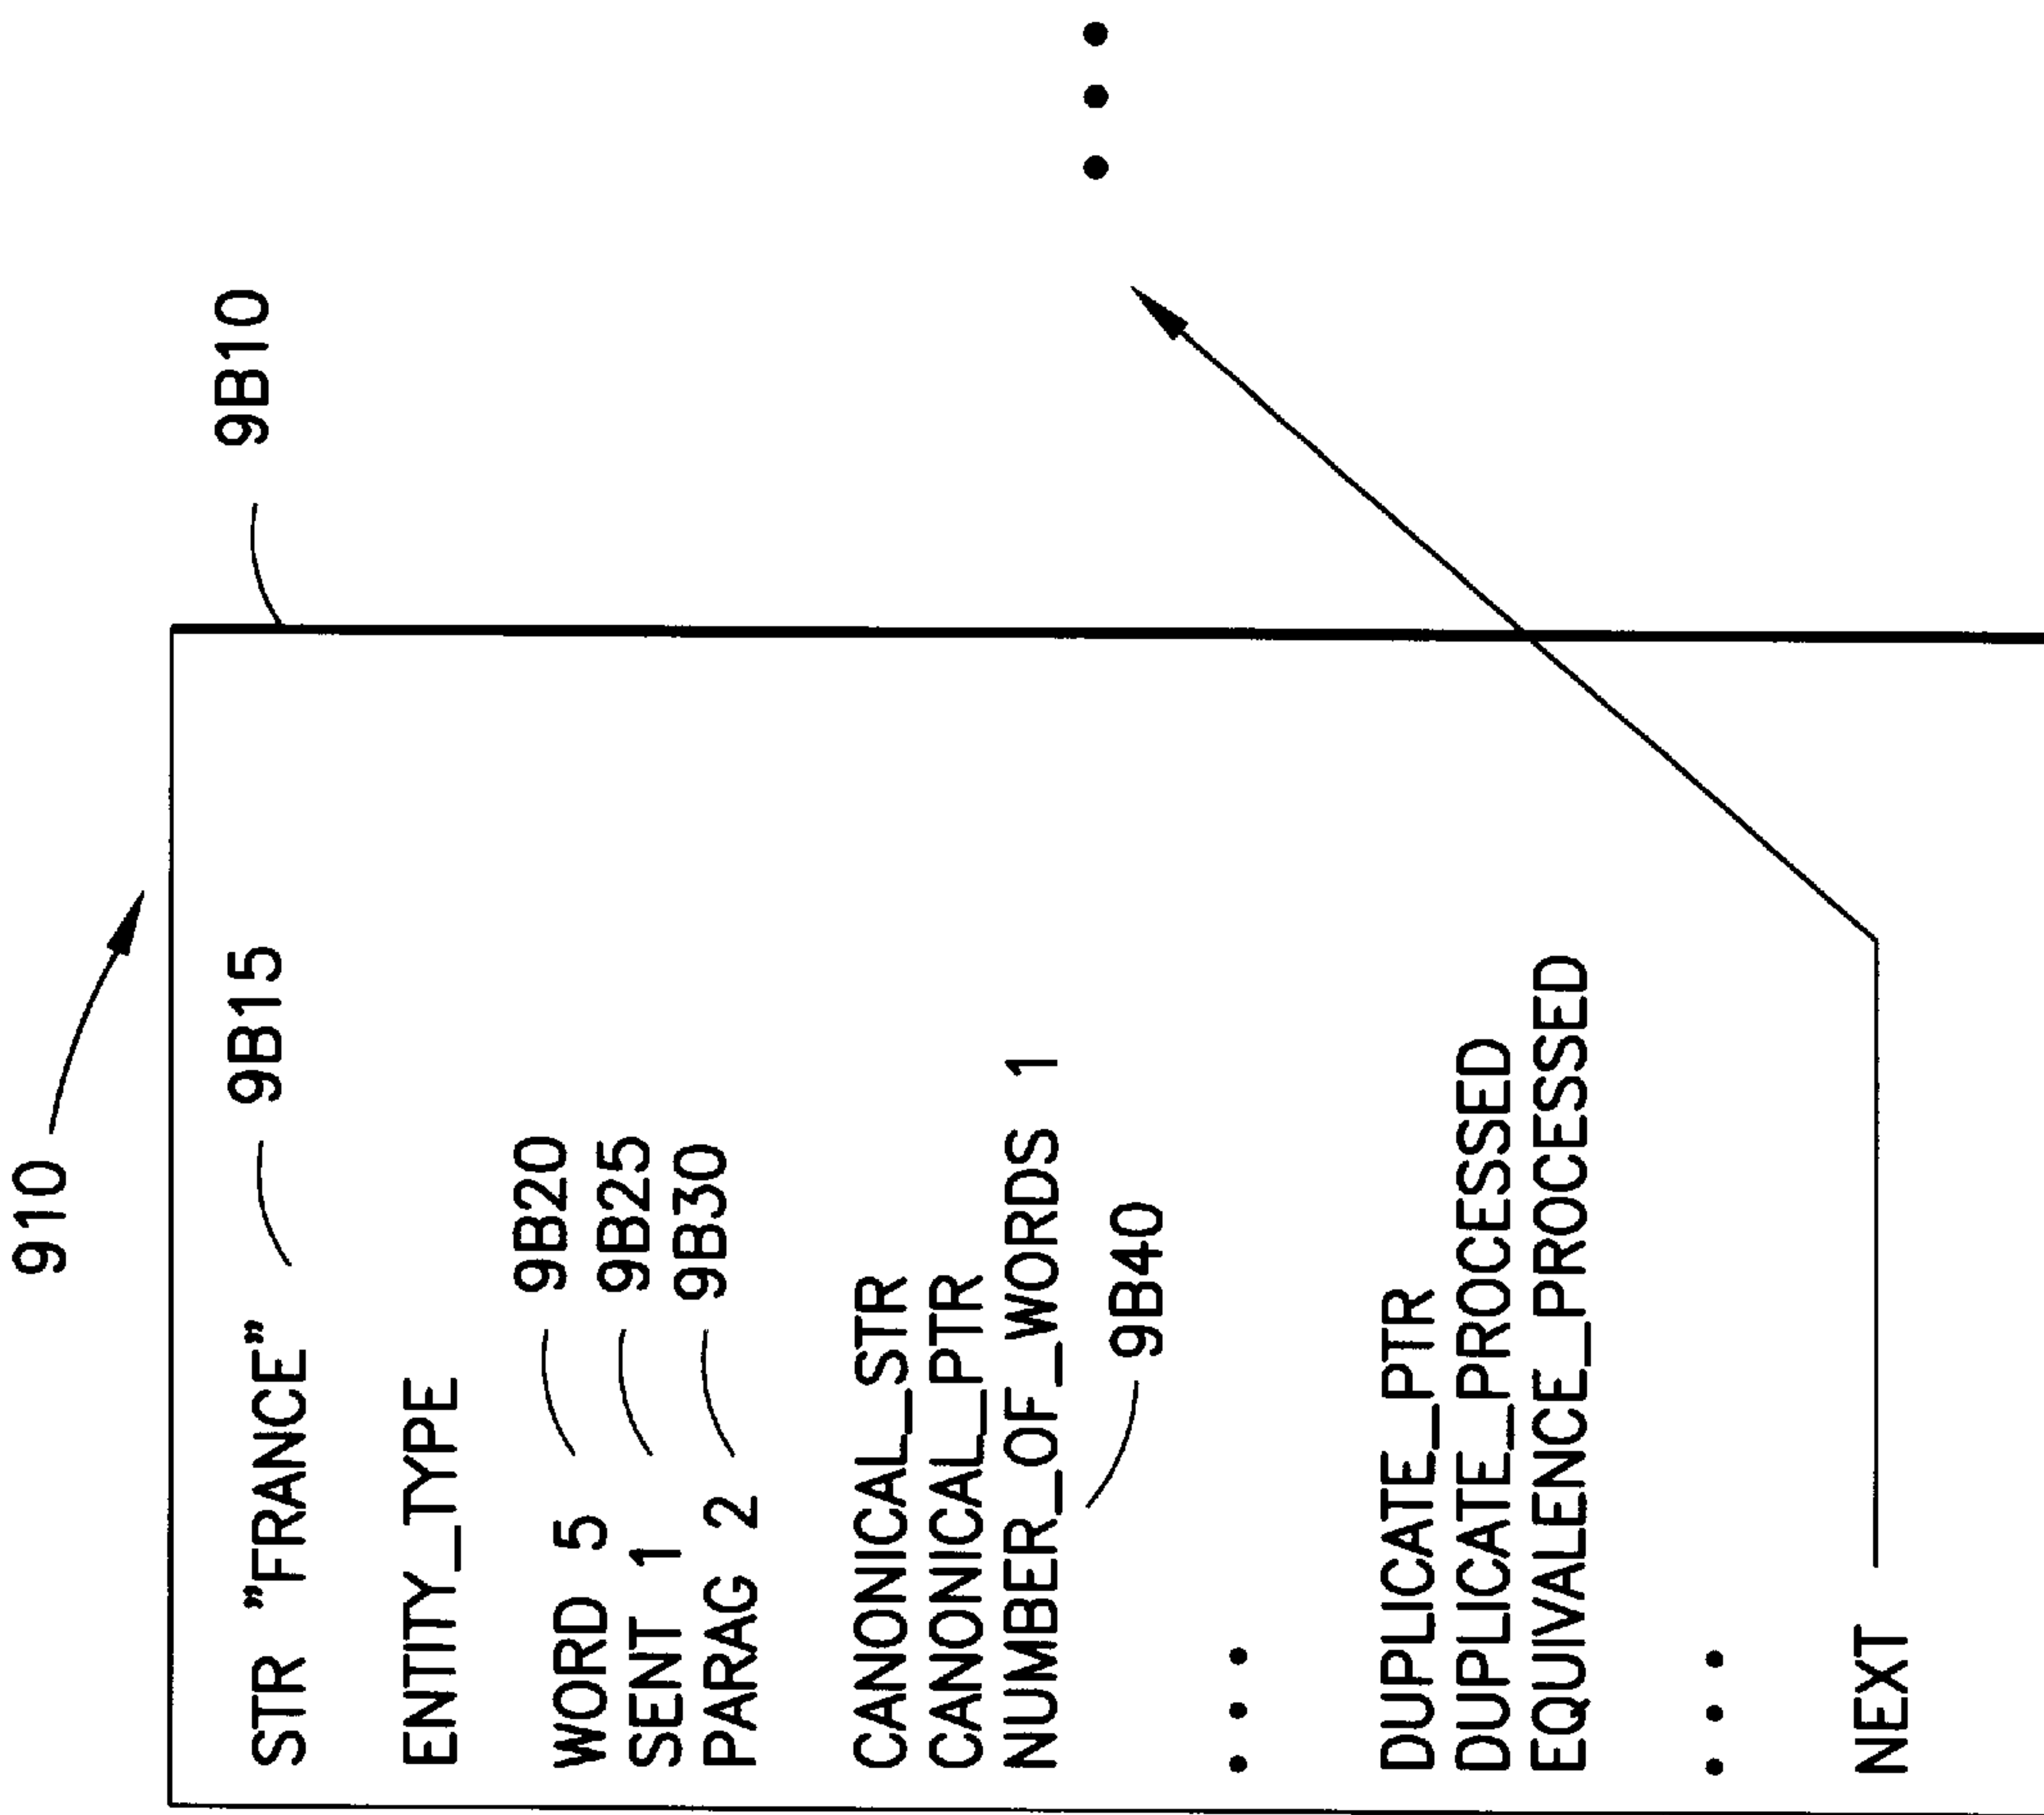 910
9B10
STR "FRANCE" 9B15
ENTITY_TYPE
WORD 5 9B20
SENT 1 9B25
PARAG 2 9B30
CANONICAL_STR
CANONICAL_PTR
NUMBER_OF_WORDS 1
9B40
DUPLICATE_PTR
DUPLICATE_PROCESSED
EQUIVALENCE_PROCESSED
NEXT